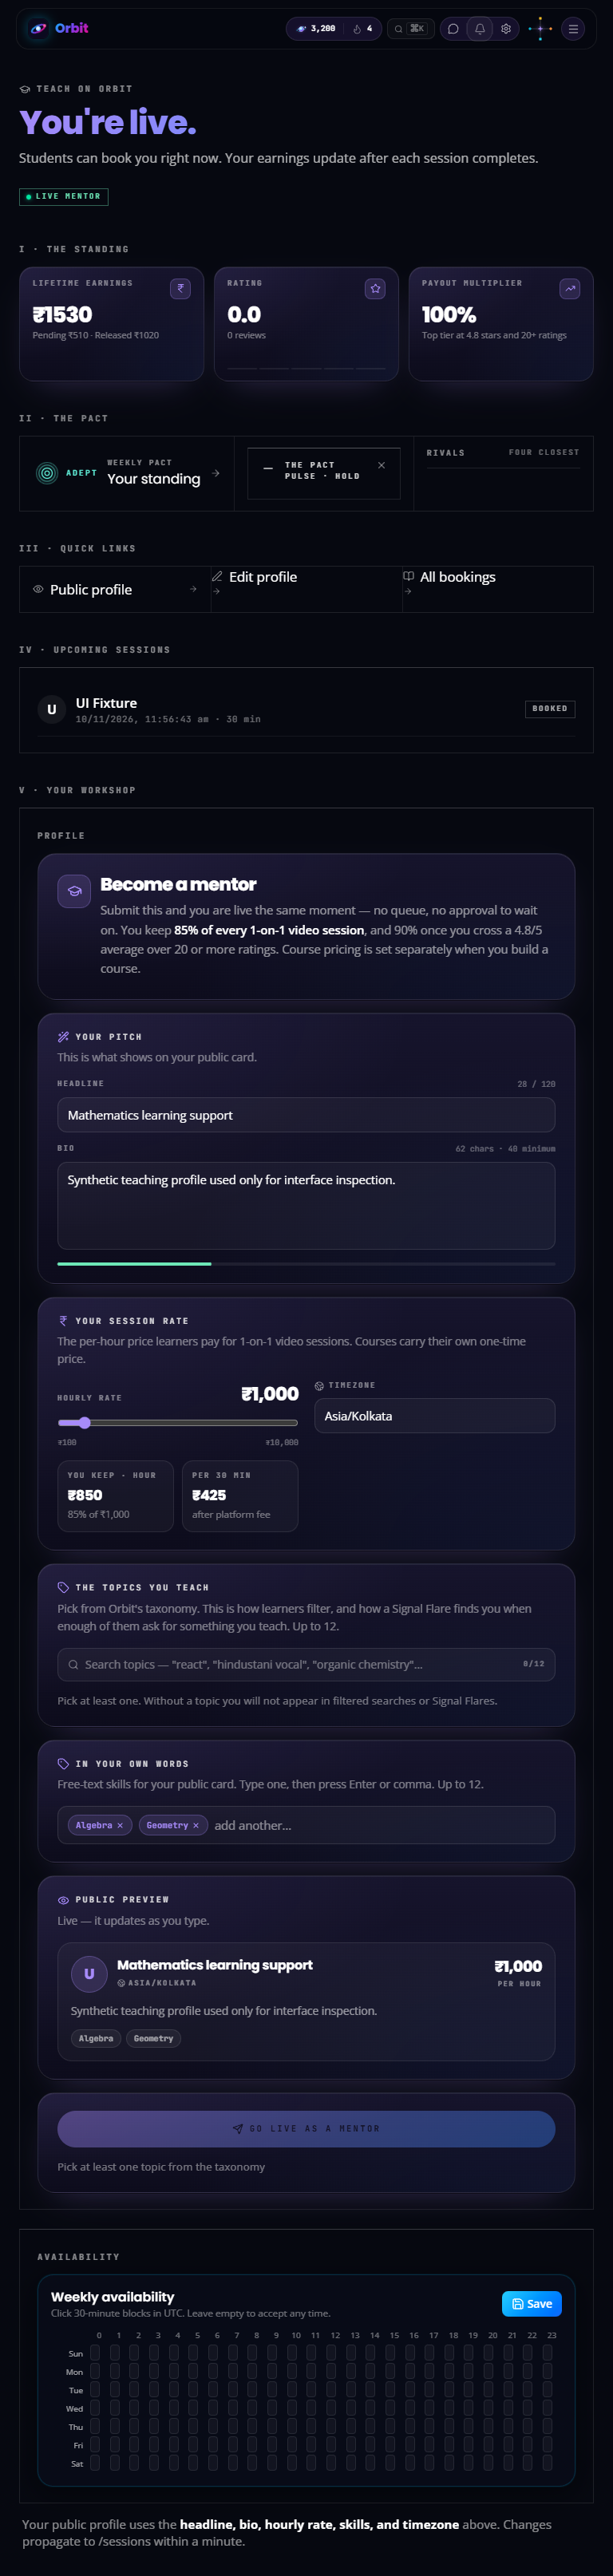 Orbit
3,200
4
⌘K
TEACH ON ORBIT
You're live.
Students can book you right now. Your earnings update after each session completes.
LIVE MENTOR
I · THE STANDING
LIFETIME EARNINGS
₹1530
Pending ₹510 · Released ₹1020
RATING
0.0
0 reviews
PAYOUT MULTIPLIER
100%
Top tier at 4.8 stars and 20+ ratings
II · THE PACT
ADEPT
WEEKLY PACT
Your standing
THE PACT
PULSE · HOLD
RIVALS
FOUR CLOSEST
III · QUICK LINKS
Public profile
Edit profile
All bookings
IV · UPCOMING SESSIONS
U
UI Fixture
10/11/2026, 11:56:43 am · 30 min
BOOKED
V · YOUR WORKSHOP
PROFILE
Become a mentor
Submit this and you are live the same moment — no queue, no approval to wait
on. You keep 85% of every 1-on-1 video session, and 90% once you cross a 4.8/5
average over 20 or more ratings. Course pricing is set separately when you build a
course.
YOUR PITCH
This is what shows on your public card.
HEADLINE
28 / 120
Mathematics learning support
BIO
62 chars · 40 minimum
Synthetic teaching profile used only for interface inspection.
YOUR SESSION RATE
The per-hour price learners pay for 1-on-1 video sessions. Courses carry their own one-time
price.
HOURLY RATE
₹1,000
₹100
₹10,000
TIMEZONE
Asia/Kolkata
YOU KEEP · HOUR
₹850
85% of ₹1,000
PER 30 MIN
₹425
after platform fee
THE TOPICS YOU TEACH
Pick from Orbit's taxonomy. This is how learners filter, and how a Signal Flare finds you when
enough of them ask for something you teach. Up to 12.
Search topics — "react", "hindustani vocal", "organic chemistry"...
0/12
Pick at least one. Without a topic you will not appear in filtered searches or Signal Flares.
IN YOUR OWN WORDS
Free-text skills for your public card. Type one, then press Enter or comma. Up to 12.
Algebra ×
Geometry ×
add another...
PUBLIC PREVIEW
Live — it updates as you type.
U
Mathematics learning support
ASIA/KOLKATA
₹1,000
PER HOUR
Synthetic teaching profile used only for interface inspection.
Algebra
Geometry
GO LIVE AS A MENTOR
Pick at least one topic from the taxonomy
AVAILABILITY
Weekly availability
Click 30-minute blocks in UTC. Leave empty to accept any time.
Save
0 1 2 3 4 5 6 7 8 9 10 11 12 13 14 15 16 17 18 19 20 21 22 23
Sun
Mon
Tue
Wed
Thu
Fri
Sat
Your public profile uses the headline, bio, hourly rate, skills, and timezone above. Changes
propagate to /sessions within a minute.